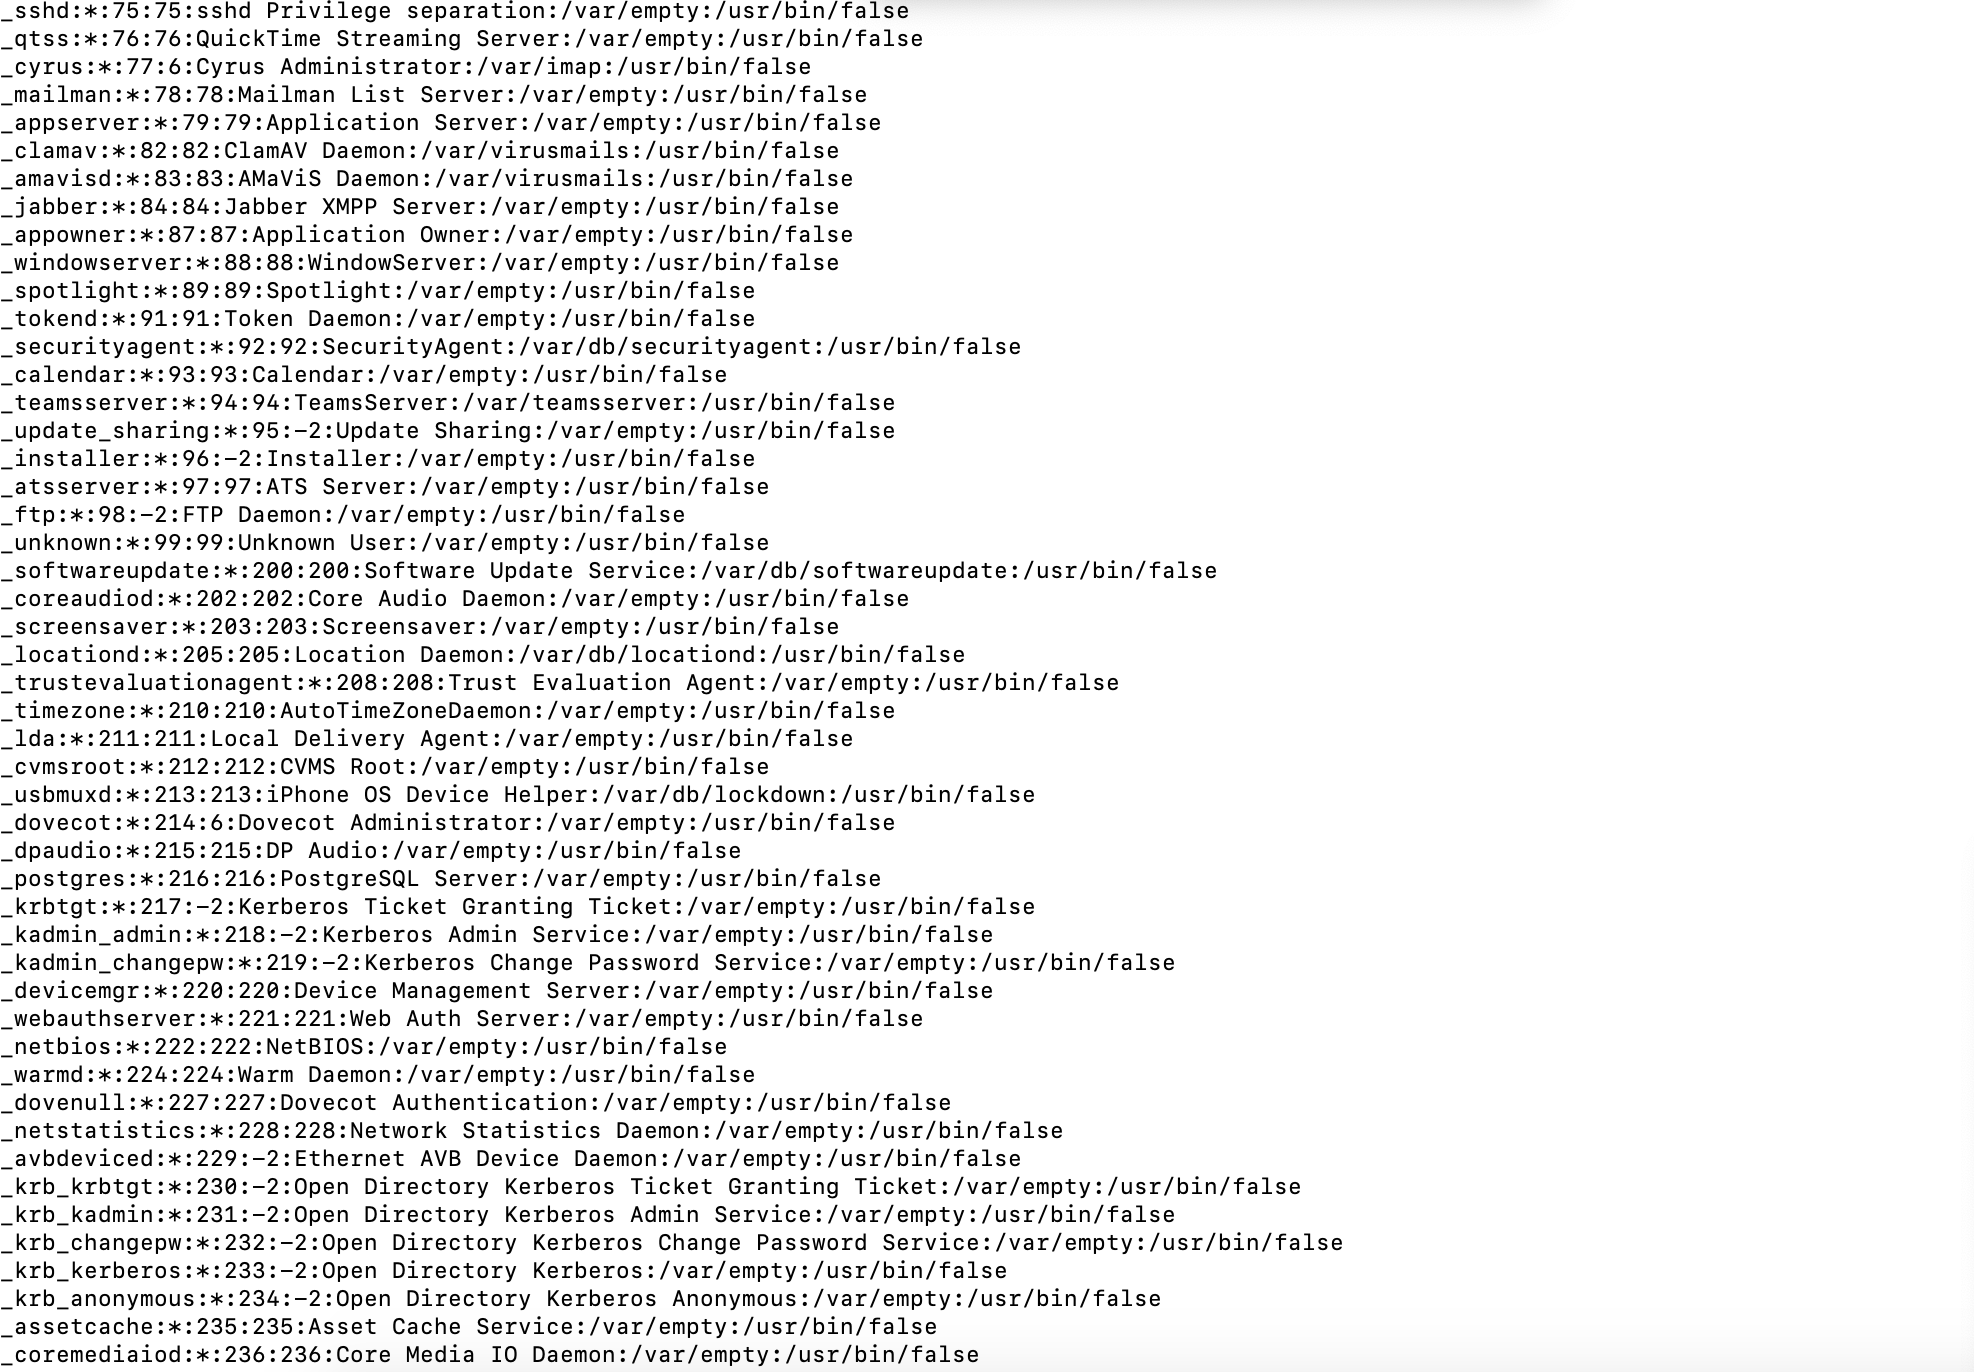 _sshd:*:75:75:sshd Privilege separation:/var/empty:/usr/bin/false
_qtss:*:76:76:QuickTime Streaming Server:/var/empty:/usr/bin/false
_cyrus:*:77:6:Cyrus Administrator:/var/imap:/usr/bin/false
_mailman:*:78:78:Mailman List Server:/var/empty:/usr/bin/false
_appserver:*:79:79:Application Server:/var/empty:/usr/bin/false
_clamav:*:82:82:ClamAV Daemon:/var/virusmails:/usr/bin/false
_amavisd:*:83:83:AMaViS Daemon:/var/virusmails:/usr/bin/false
_jabber:*:84:84:Jabber XMPP Server:/var/empty:/usr/bin/false
_appowner:*:87:87:Application Owner:/var/empty:/usr/bin/false
_windowserver:*:88:88:WindowServer:/var/empty:/usr/bin/false
_spotlight:*:89:89:Spotlight:/var/empty:/usr/bin/false
_tokend:*:91:91:Token Daemon:/var/empty:/usr/bin/false
_securityagent:*:92:92:SecurityAgent:/var/db/securityagent:/usr/bin/false
_calendar:*:93:93:Calendar:/var/empty:/usr/bin/false
_teamsserver:*:94:94:TeamsServer:/var/teamsserver:/usr/bin/false
_update_sharing:*:95:-2:Update Sharing:/var/empty:/usr/bin/false
_installer:*:96:-2:Installer:/var/empty:/usr/bin/false
_atsserver:*:97:97:ATS Server:/var/empty:/usr/bin/false
_ftp:*:98:-2:FTP Daemon:/var/empty:/usr/bin/false
_unknown:*:99:99:Unknown User:/var/empty:/usr/bin/false
_softwareupdate:*:200:200:Software Update Service:/var/db/softwareupdate:/usr/bin/false
_coreaudiod:*:202:202:Core Audio Daemon:/var/empty:/usr/bin/false
_screensaver:*:203:203:Screensaver:/var/empty:/usr/bin/false
_locationd:*:205:205:Location Daemon:/var/db/locationd:/usr/bin/false
_trustevaluationagent:*:208:208:Trust Evaluation Agent:/var/empty:/usr/bin/false
_timezone:*:210:210:AutoTimeZoneDaemon:/var/empty:/usr/bin/false
_lda:*:211:211:Local Delivery Agent:/var/empty:/usr/bin/false
_cvmsroot:*:212:212:CVMS Root:/var/empty:/usr/bin/false
_usbmuxd:*:213:213:iPhone OS Device Helper:/var/db/lockdown:/usr/bin/false
_dovecot:*:214:6:Dovecot Administrator:/var/empty:/usr/bin/false
_dpaudio:*:215:215:DP Audio:/var/empty:/usr/bin/false
_postgres:*:216:216:PostgreSQL Server:/var/empty:/usr/bin/false
_krbtgt:*:217:-2:Kerberos Ticket Granting Ticket:/var/empty:/usr/bin/false
_kadmin_admin:*:218:-2:Kerberos Admin Service:/var/empty:/usr/bin/false
_kadmin_changepw:*:219:-2:Kerberos Change Password Service:/var/empty:/usr/bin/false
_devicemgr:*:220:220:Device Management Server:/var/empty:/usr/bin/false
_webauthserver:*:221:221:Web Auth Server:/var/empty:/usr/bin/false
_netbios:*:222:222:NetBIOS:/var/empty:/usr/bin/false
_warmd:*:224:224:Warm Daemon:/var/empty:/usr/bin/false
_dovenull:*:227:227:Dovecot Authentication:/var/empty:/usr/bin/false
_netstatistics:*:228:228:Network Statistics Daemon:/var/empty:/usr/bin/false
_avbdeviced:*:229:-2:Ethernet AVB Device Daemon:/var/empty:/usr/bin/false
_krb_krbtgt:*:230:-2:Open Directory Kerberos Ticket Granting Ticket:/var/empty:/usr/bin/false
_krb_kadmin:*:231:-2:Open Directory Kerberos Admin Service:/var/empty:/usr/bin/false
_krb_changepw:*:232:-2:Open Directory Kerberos Change Password Service:/var/empty:/usr/bin/false
_krb_kerberos:*:233:-2:Open Directory Kerberos:/var/empty:/usr/bin/false
_krb_anonymous:*:234:-2:Open Directory Kerberos Anonymous:/var/empty:/usr/bin/false
_assetcache:*:235:235:Asset Cache Service:/var/empty:/usr/bin/false
_coremediaiod:*:236:236:Core Media IO Daemon:/var/empty:/usr/bin/false